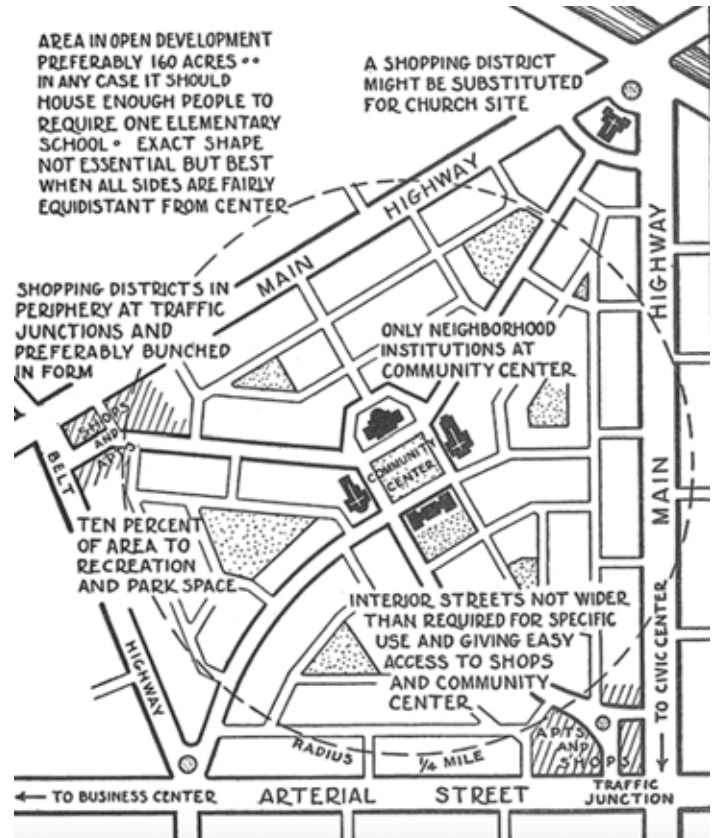 AREA IN OPEN DEVELOPMENT
PREFERABLY 160 ACRES • •
IN ANY CASE IT SHOULD
HOUSE ENOUGH PEOPLE TO
REQUIRE ONE ELEMENTARY
SCHOOL • EXACT SHAPE
NOT ESSENTIAL BUT BEST
WHEN ALL SIDES ARE FAIRLY
EQUIDISTANT FROM CENTER
A SHOPPING DISTRICT
MIGHT BE SUBSTITUTED
FOR CHURCH SITE
MAIN HIGHWAY
HIGHWAY MAIN
SHOPPING DISTRICTS IN
PERIPHERY AT TRAFFIC
JUNCTIONS AND
PREFERABLY BUNCHED
IN FORM
ONLY NEIGHBORHOOD
INSTITUTIONS AT
COMMUNITY CENTER
SHOPS
AND
APTS
BELT
HIGHWAY
COMMUNITY
CENTER
TEN PERCENT
OF AREA TO
RECREATION
AND PARK SPACE
INTERIOR STREETS NOT WIDER
THAN REQUIRED FOR SPECIFIC
USE AND GIVING EASY
ACCESS TO SHOPS
AND COMMUNITY
CENTER
TO CIVIC CENTER
RADIUS 1/4 MILE
APTS
AND
SHOPS
TRAFFIC
JUNCTION
← TO BUSINESS CENTER
ARTERIAL STREET